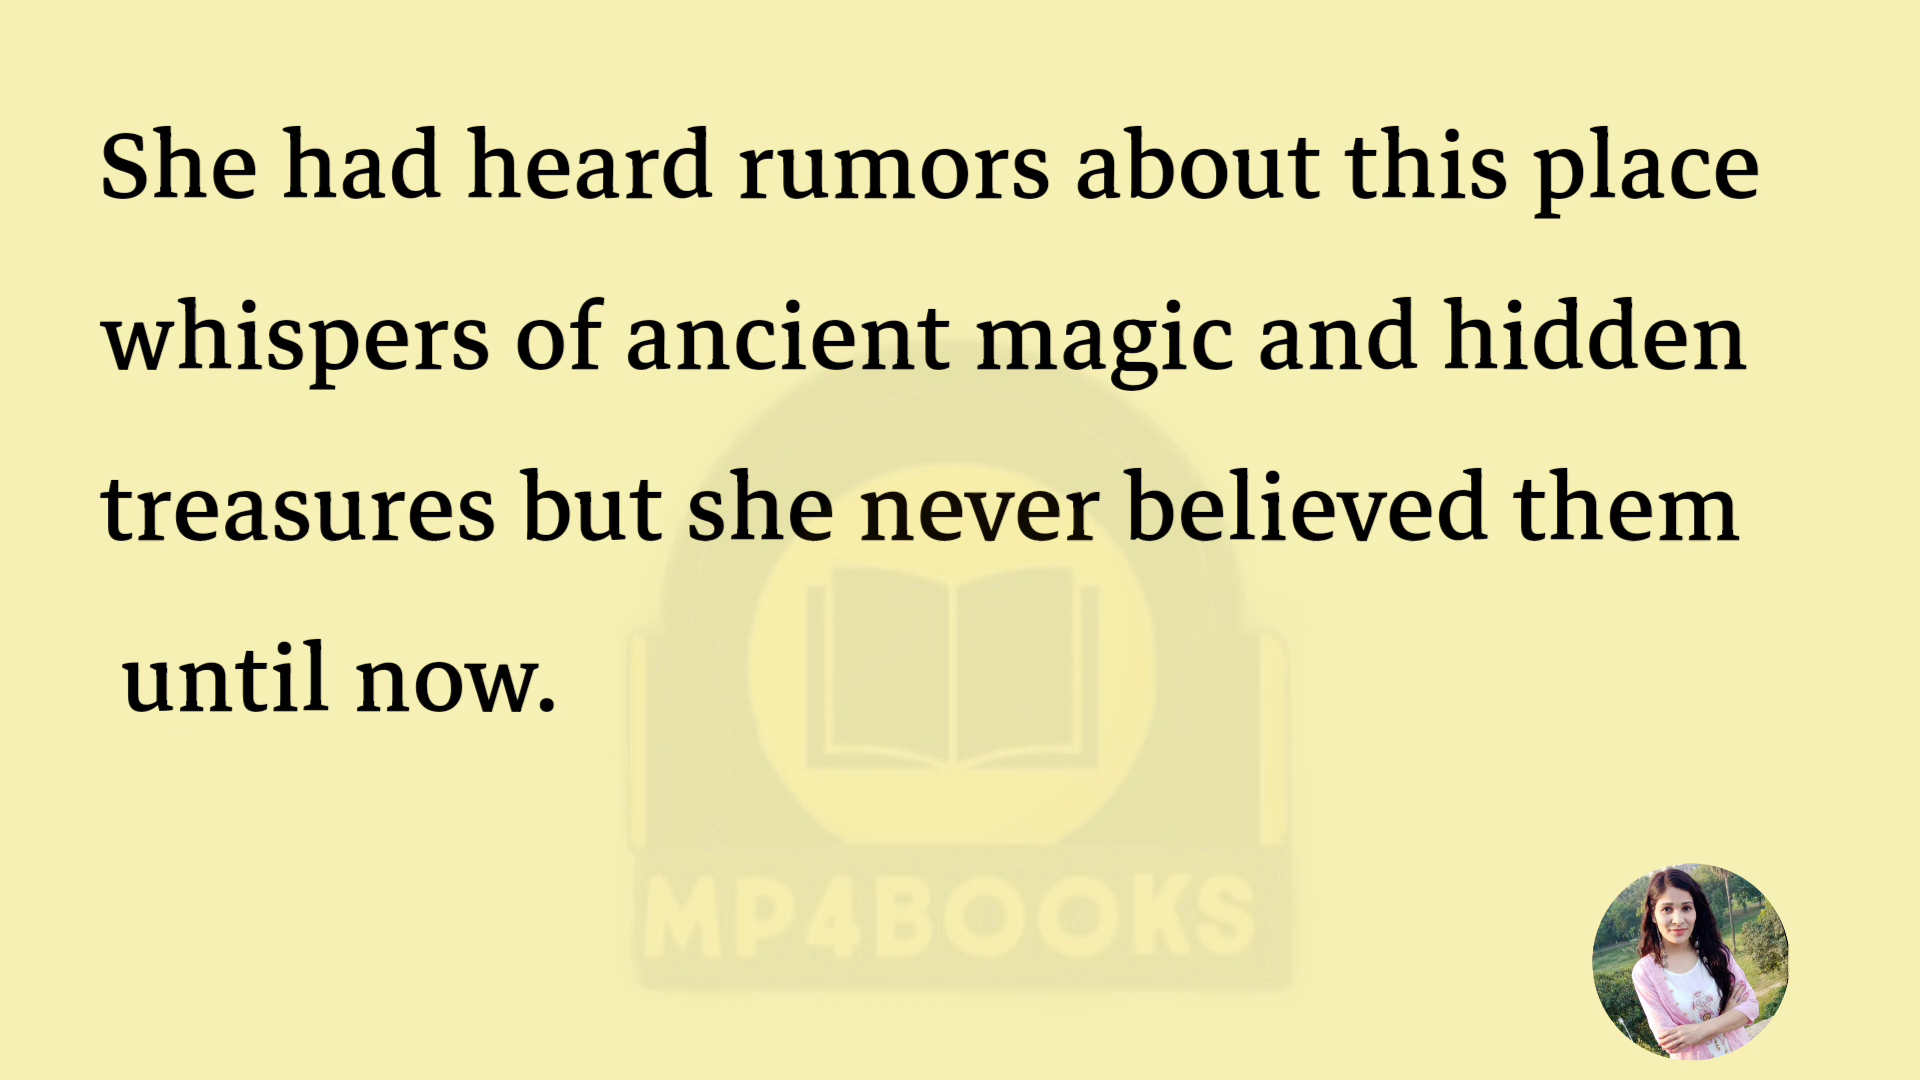 She had heard rumors about this place
whispers of ancient magic and hidden
treasures but she never believed them
until now.
MP4BOOKS